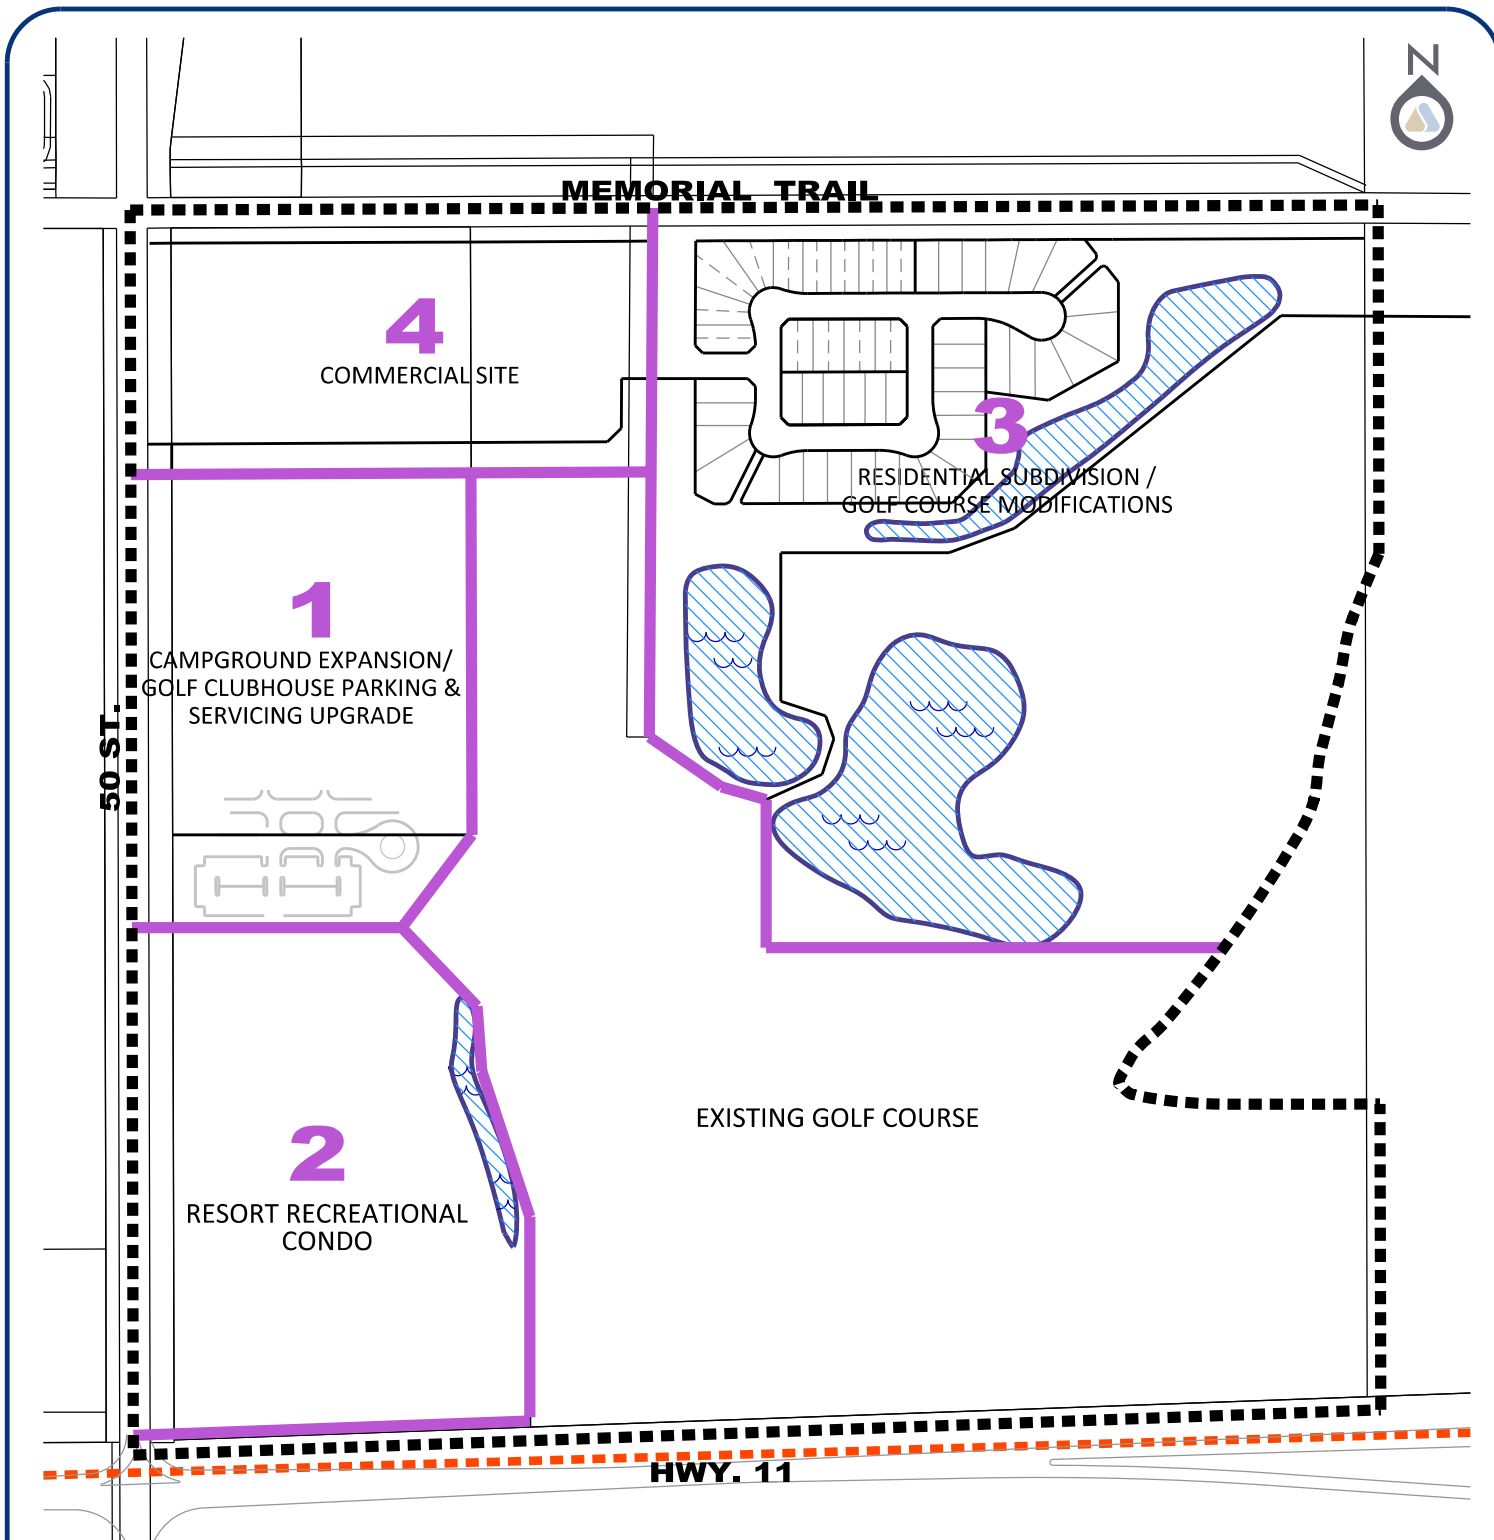 N
MEMORIAL TRAIL
4
COMMERCIAL SITE
3
RESIDENTIAL SUBDIVISION /
GOLF COURSE MODIFICATIONS
1
CAMPGROUND EXPANSION/
GOLF CLUBHOUSE PARKING &
SERVICING UPGRADE
50 ST.
2
RESORT RECREATIONAL
CONDO
EXISTING GOLF COURSE
HWY. 11